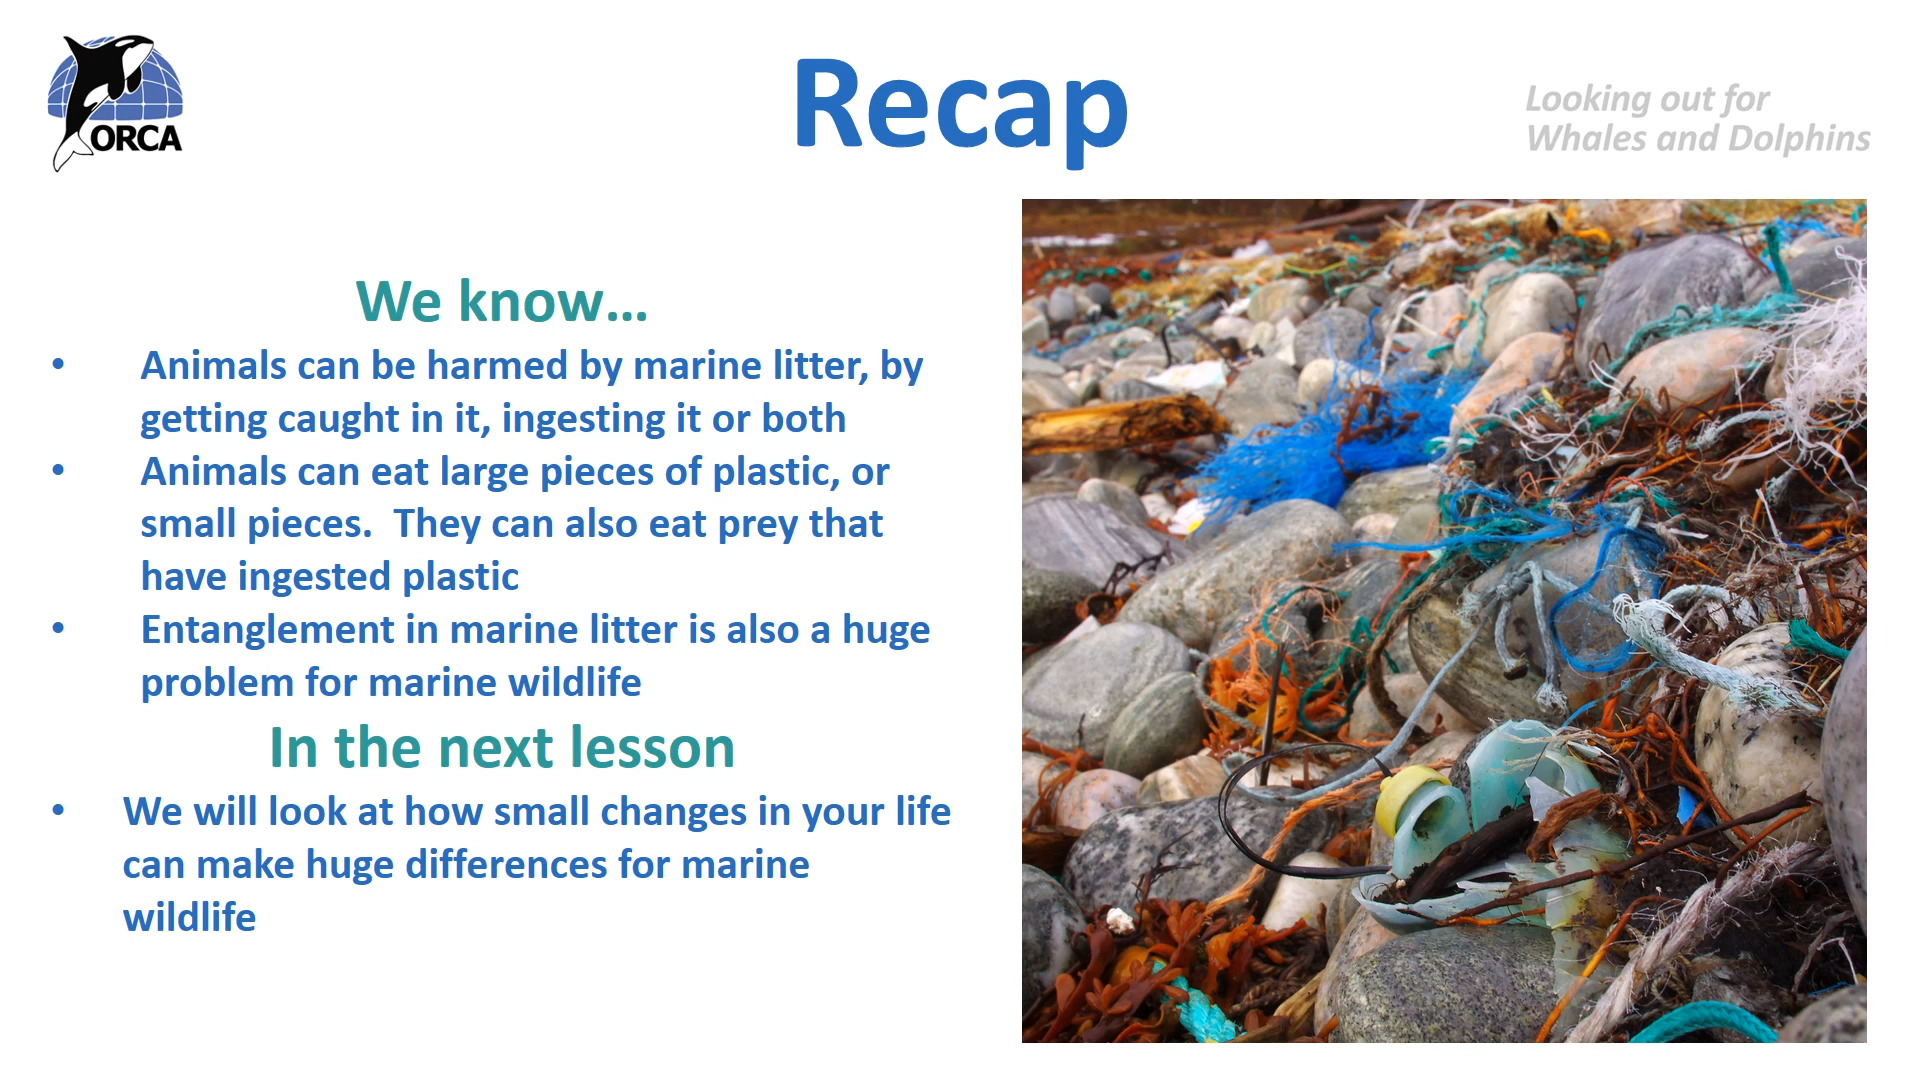 ORCA
Recap
Looking out for
Whales and Dolphins
We know...
• Animals can be harmed by marine litter, by
getting caught in it, ingesting it or both
• Animals can eat large pieces of plastic, or
small pieces.  They can also eat prey that
have ingested plastic
• Entanglement in marine litter is also a huge
problem for marine wildlife
In the next lesson
• We will look at how small changes in your life
can make huge differences for marine
wildlife